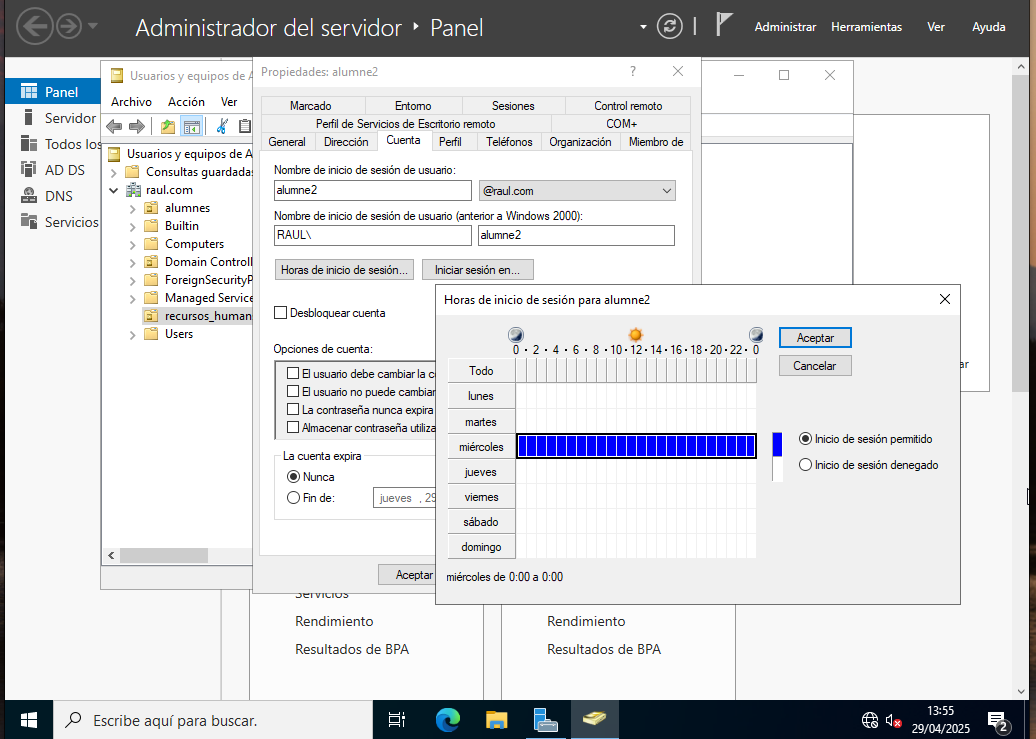 Administrador del servidor ‣ Panel
Administrar Herramientas Ver Ayuda
Panel
Servidor
Todos los
AD DS
DNS
Servicios
Usuarios y equipos de A
Archivo Acción Ver
Usuarios y equipos de A
Consultas guardadas
raul.com
alumnes
Builtin
Computers
Domain Controll
ForeignSecurityP
Managed Service
recursos_humans
Users
Propiedades: alumne2
Marcado Entorno Sesiones Control remoto
Perfil de Servicios de Escritorio remoto COM+
General Dirección Cuenta Perfil Teléfonos Organización Miembro de
Nombre de inicio de sesión de usuario:
alumne2 @raul.com
Nombre de inicio de sesión de usuario (anterior a Windows 2000):
RAUL\ alumne2
Horas de inicio de sesión... Iniciar sesión en...
Desbloquear cuenta
Opciones de cuenta:
El usuario debe cambiar la co
El usuario no puede cambiar
La contraseña nunca expira
Almacenar contraseña utiliza
La cuenta expira
Nunca
Fin de: jueves , 29
Aceptar
Horas de inicio de sesión para alumne2
0 · 2 · 4 · 6 · 8 · 10 · 12 · 14 · 16 · 18 · 20 · 22 · 0
Todo
lunes
martes
miércoles
jueves
viernes
sábado
domingo
Aceptar
Cancelar
Inicio de sesión permitido
Inicio de sesión denegado
miércoles de 0:00 a 0:00
ar
Servicios
Rendimiento Rendimiento
Resultados de BPA Resultados de BPA
Escribe aquí para buscar.
13:55
29/04/2025
2